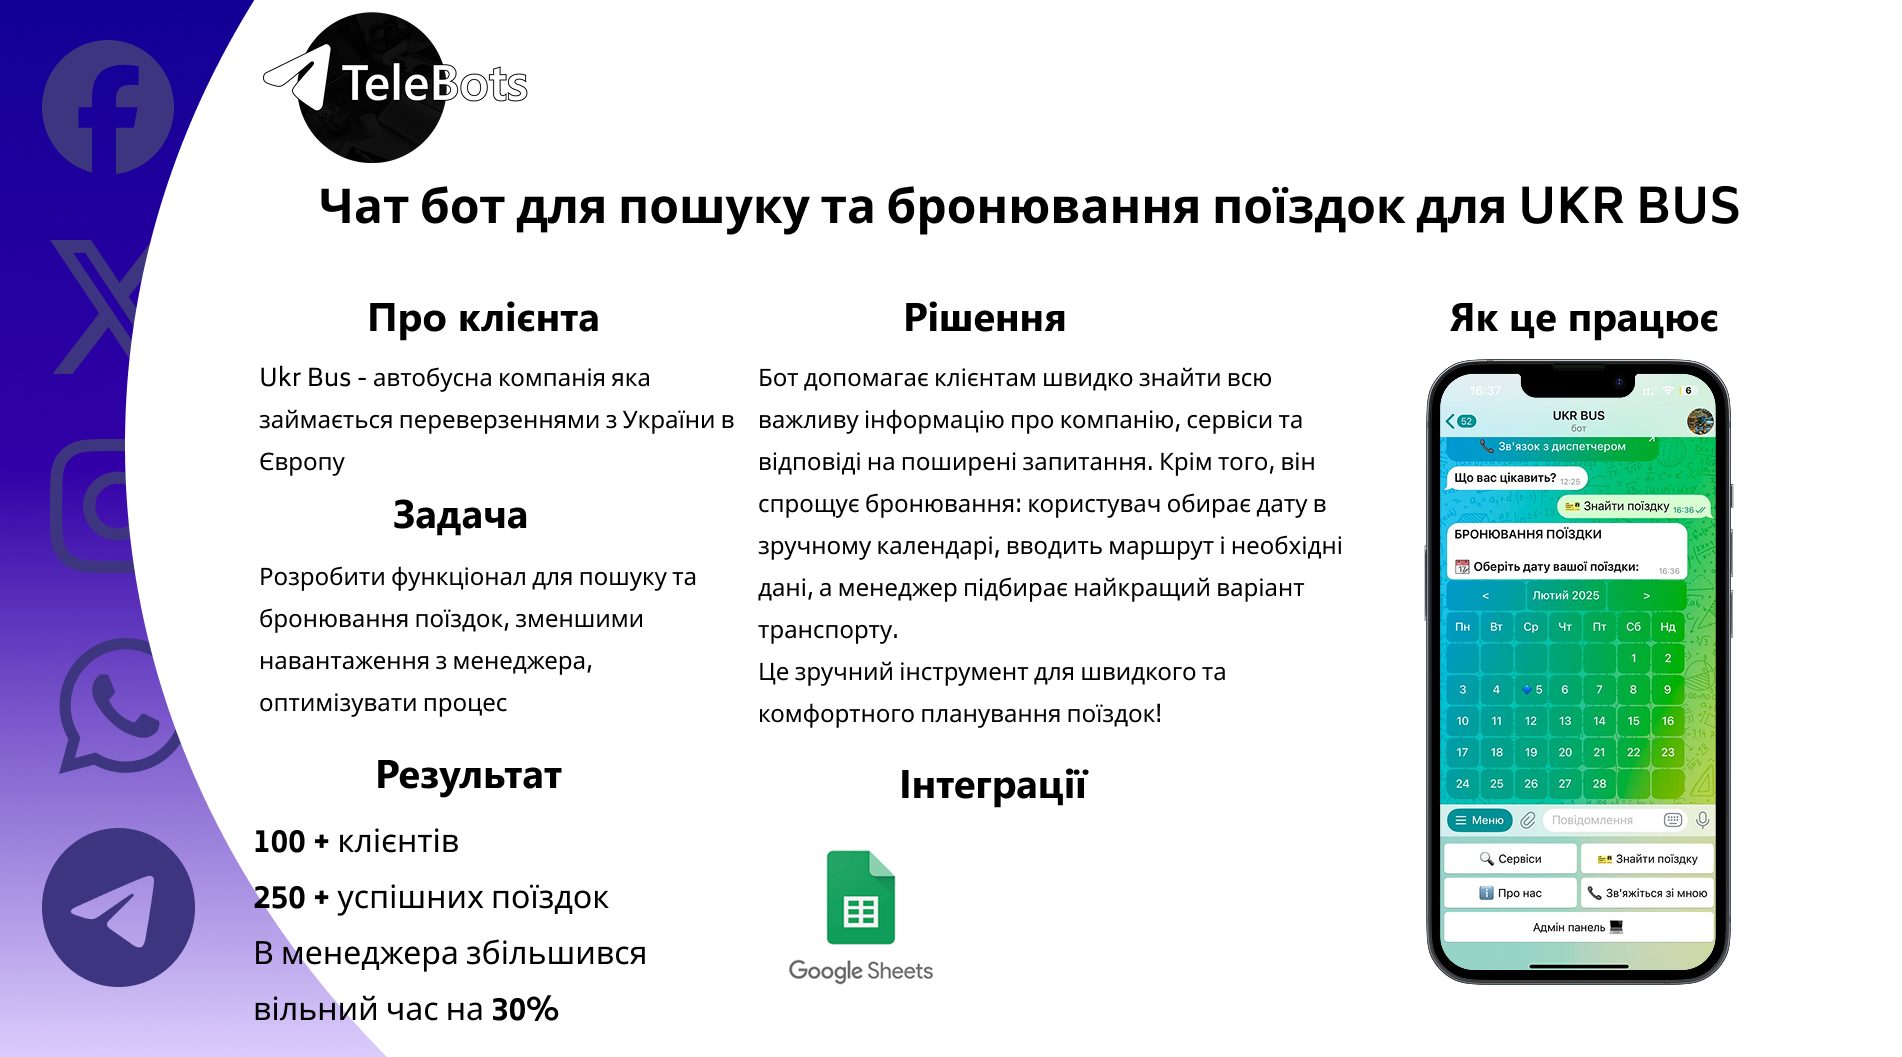 TeleBots
Чат бот для пошуку та бронювання поїздок для UKR BUS
Про клієнта
Ukr Bus - автобусна компанія яка
займається переверзеннями з України в
Європу
Задача
Розробити функціонал для пошуку та
бронювання поїздок, зменшими
навантаження з менеджера,
оптимізувати процес
Результат
100 + клієнтів
250 + успішних поїздок
В менеджера збільшився
вільний час на 30%
Рішення
Бот допомагає клієнтам швидко знайти всю
важливу інформацію про компанію, сервіси та
відповіді на поширені запитання. Крім того, він
спрощує бронювання: користувач обирає дату в
зручному календарі, вводить маршрут і необхідні
дані, а менеджер підбирає найкращий варіант
транспорту.
Це зручний інструмент для швидкого та
комфортного планування поїздок!
Інтеграції
Google Sheets
Як це працює
16:37 6
52 UKR BUS
бот
Зв'язок з диспетчером
Що вас цікавить? 12:25
Знайти поїздку 16:36
БРОНЮВАННЯ ПОЇЗДКИ
Оберіть дату вашої поїздки: 16:36
< Лютий 2025 >
Пн Вт Ср Чт Пт Сб Нд
1 2
3 4 5 6 7 8 9
10 11 12 13 14 15 16
17 18 19 20 21 22 23
24 25 26 27 28
Меню Повідомлення
Сервіси Знайти поїздку
Про нас Зв'яжіться зі мною
Адмін панель